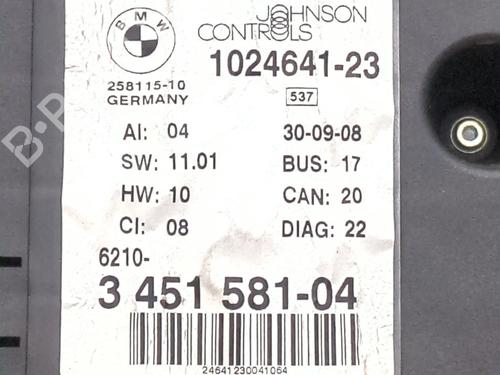 BMW
JOHNSON
CONTROLS
258115-10
GERMANY
1024641-23
537
AI: 04
30-09-08
SW: 11.01
BUS: 17
HW: 10
CAN: 20
CI: 08
DIAG: 22
6210-
3 451 581-04
24641230041064